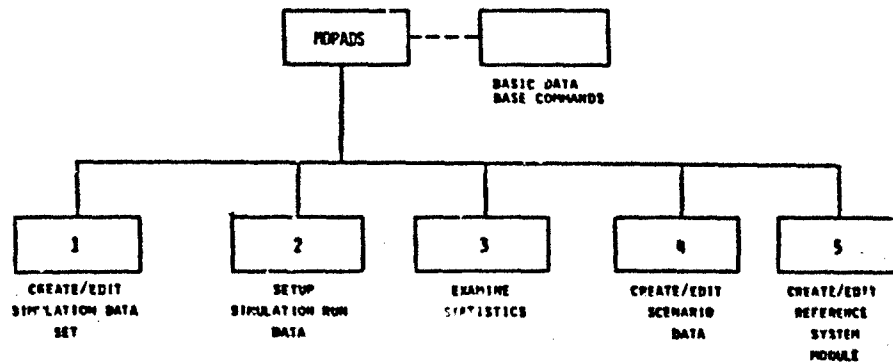 MOPADS
BASIC DATA
BASE COMMANDS
1
2
3
4
5
CREATE/EDIT
SIMULATION DATA
SET
SETUP
SIMULATION RUN
DATA
EXAMINE
STATISTICS
CREATE/EDIT
SCENARIO
DATA
CREATE/EDIT
REFERENCE
SYSTEM
MODULE